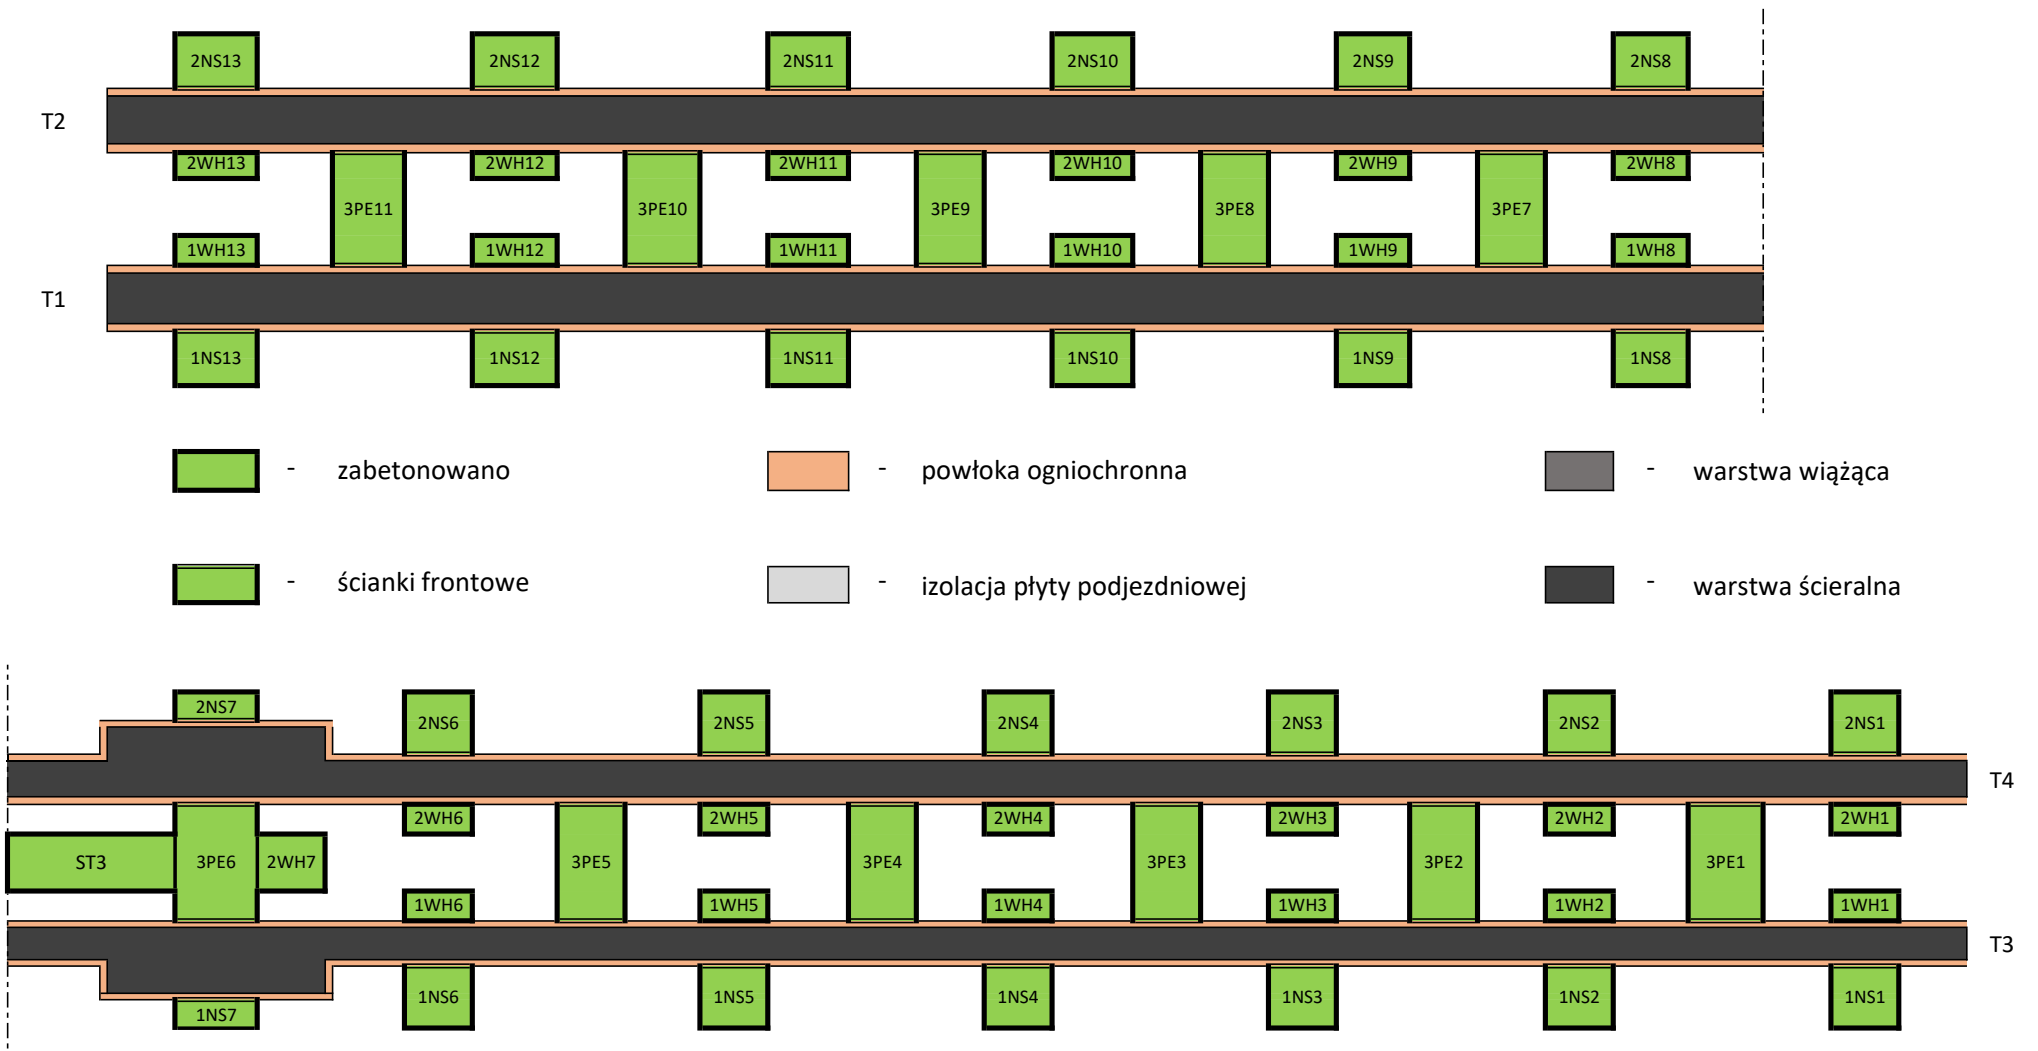 2NS13 2NS12 2NS11 2NS10 2NS9 2NS8
T2
2WH13 2WH12 2WH11 2WH10 2WH9 2WH8
3PE11 3PE10 3PE9 3PE8 3PE7
1WH13 1WH12 1WH11 1WH10 1WH9 1WH8
T1
1NS13 1NS12 1NS11 1NS10 1NS9 1NS8
- zabetonowano - powłoka ogniochronna - warstwa wiążąca
- ścianki frontowe - izolacja płyty podjezdniowej - warstwa ścieralna
2NS7 2NS6 2NS5 2NS4 2NS3 2NS2 2NS1
T4
2WH6 2WH5 2WH4 2WH3 2WH2 2WH1
ST3 3PE6 2WH7 3PE5 3PE4 3PE3 3PE2 3PE1
1WH6 1WH5 1WH4 1WH3 1WH2 1WH1
T3
1NS7 1NS6 1NS5 1NS4 1NS3 1NS2 1NS1